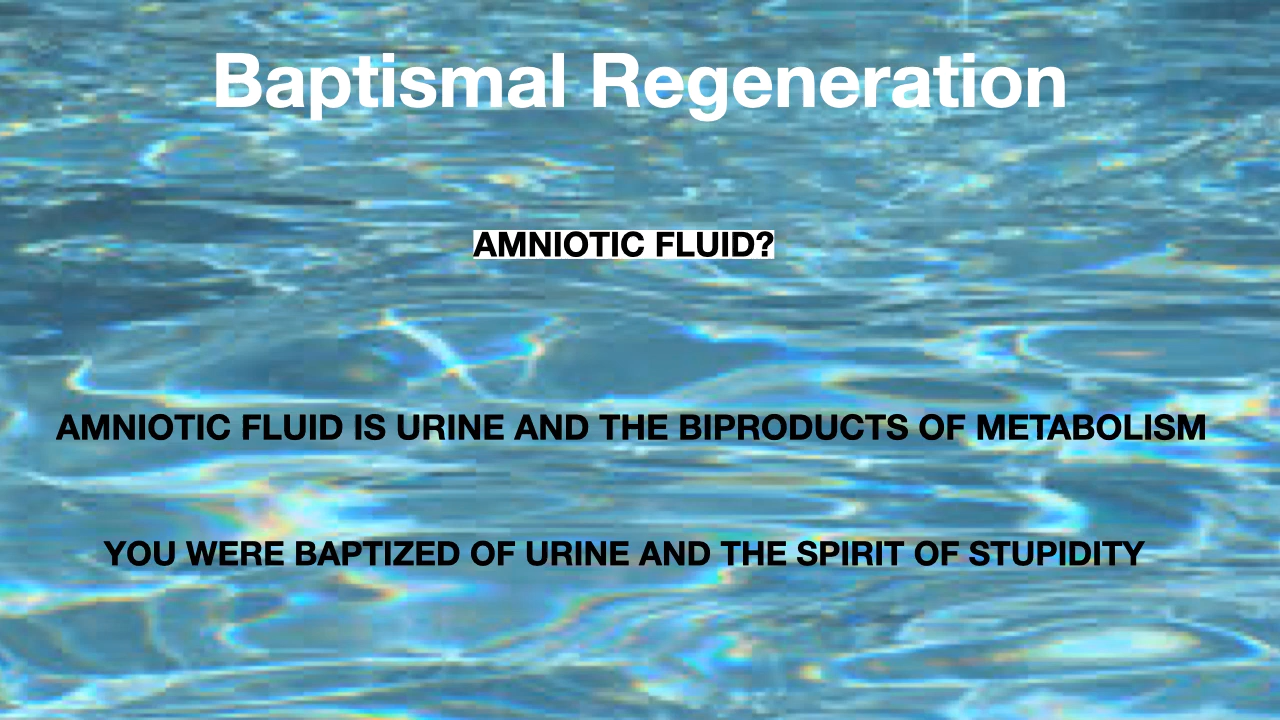 Baptismal Regeneration
AMNIOTIC FLUID?
AMNIOTIC FLUID IS URINE AND THE BIPRODUCTS OF METABOLISM
YOU WERE BAPTIZED OF URINE AND THE SPIRIT OF STUPIDITY